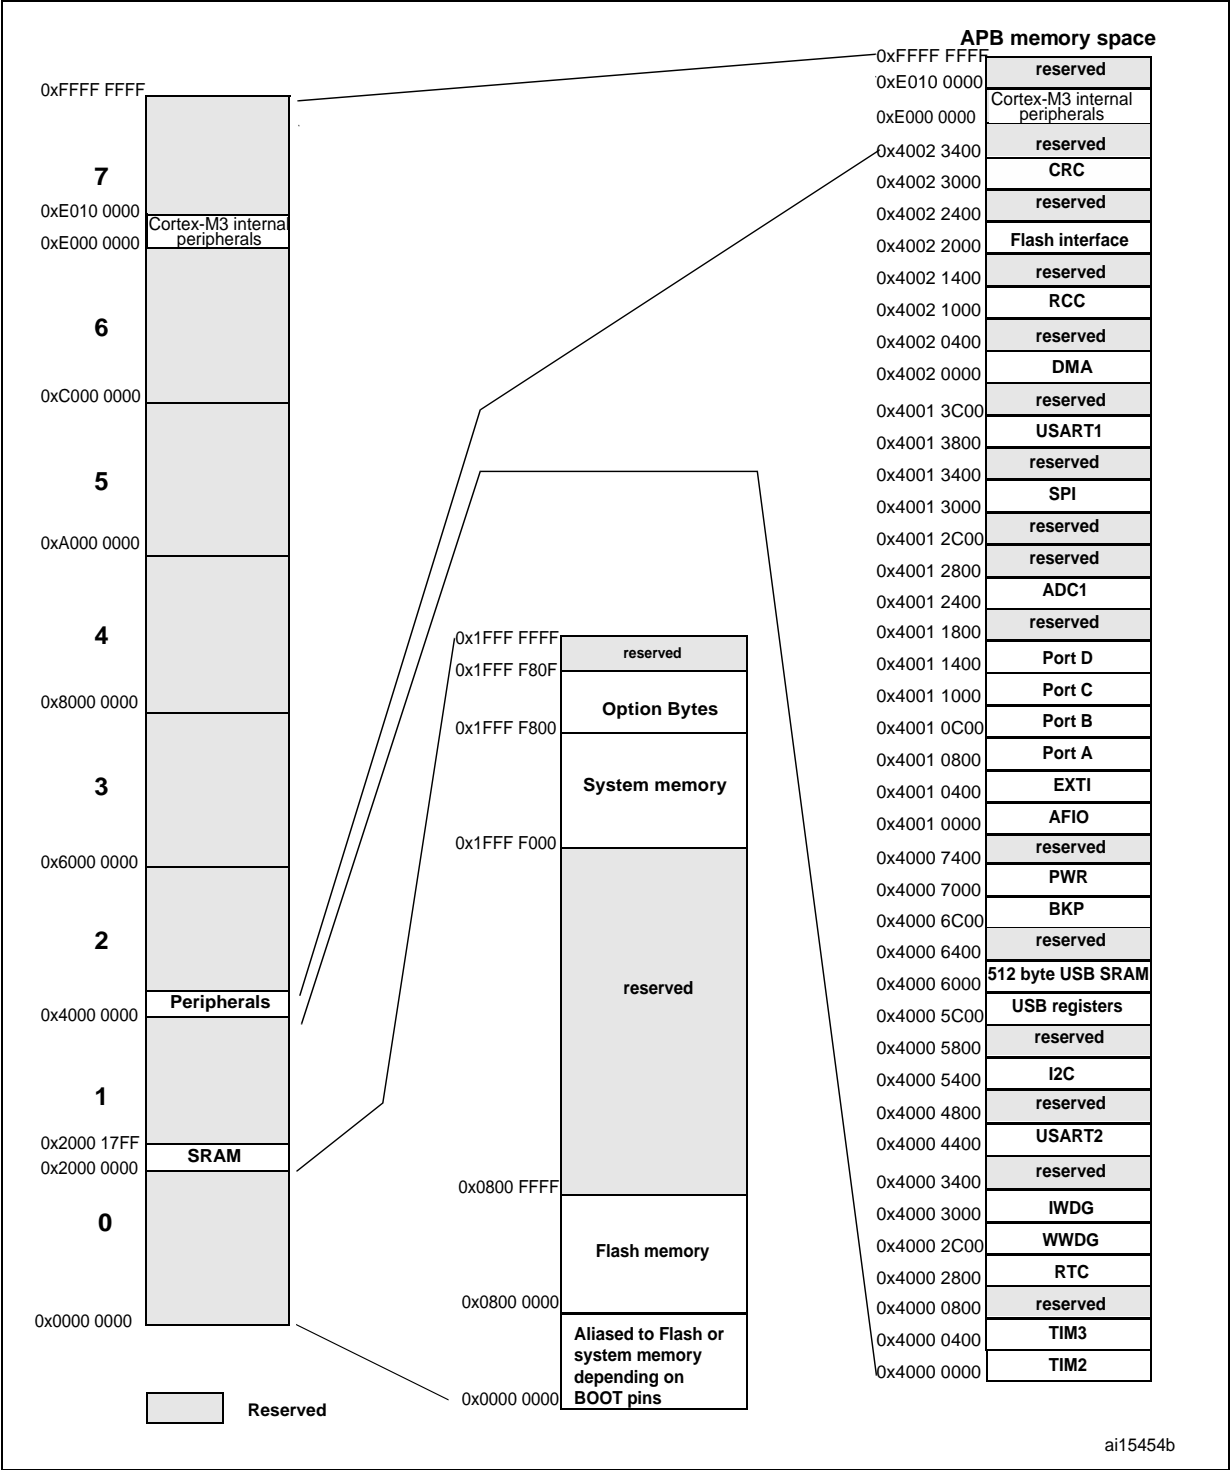 APB memory space
0xFFFF FFFF
7
0xE010 0000
Cortex-M3 internal
peripherals
0xE000 0000
6
0xC000 0000
5
0xA000 0000
4
0x8000 0000
3
0x6000 0000
2
Peripherals
0x4000 0000
1
0x2000 17FF
SRAM
0x2000 0000
0
0x0000 0000
Reserved
0x1FFF FFFF
reserved
0x1FFF F80F
Option Bytes
0x1FFF F800
System memory
0x1FFF F000
reserved
0x0800 FFFF
Flash memory
0x0800 0000
Aliased to Flash or
system memory
depending on
BOOT pins
0x0000 0000
0xFFFF FFFF
reserved
0xE010 0000
Cortex-M3 internal
peripherals
0xE000 0000
reserved
0x4002 3400
CRC
0x4002 3000
reserved
0x4002 2400
Flash interface
0x4002 2000
reserved
0x4002 1400
RCC
0x4002 1000
reserved
0x4002 0400
DMA
0x4002 0000
reserved
0x4001 3C00
USART1
0x4001 3800
reserved
0x4001 3400
SPI
0x4001 3000
reserved
0x4001 2C00
reserved
0x4001 2800
ADC1
0x4001 2400
reserved
0x4001 1800
Port D
0x4001 1400
Port C
0x4001 1000
Port B
0x4001 0C00
Port A
0x4001 0800
EXTI
0x4001 0400
AFIO
0x4001 0000
reserved
0x4000 7400
PWR
0x4000 7000
BKP
0x4000 6C00
reserved
0x4000 6400
512 byte USB SRAM
0x4000 6000
USB registers
0x4000 5C00
reserved
0x4000 5800
I2C
0x4000 5400
reserved
0x4000 4800
USART2
0x4000 4400
reserved
0x4000 3400
IWDG
0x4000 3000
WWDG
0x4000 2C00
RTC
0x4000 2800
reserved
0x4000 0800
TIM3
0x4000 0400
TIM2
0x4000 0000
ai15454b